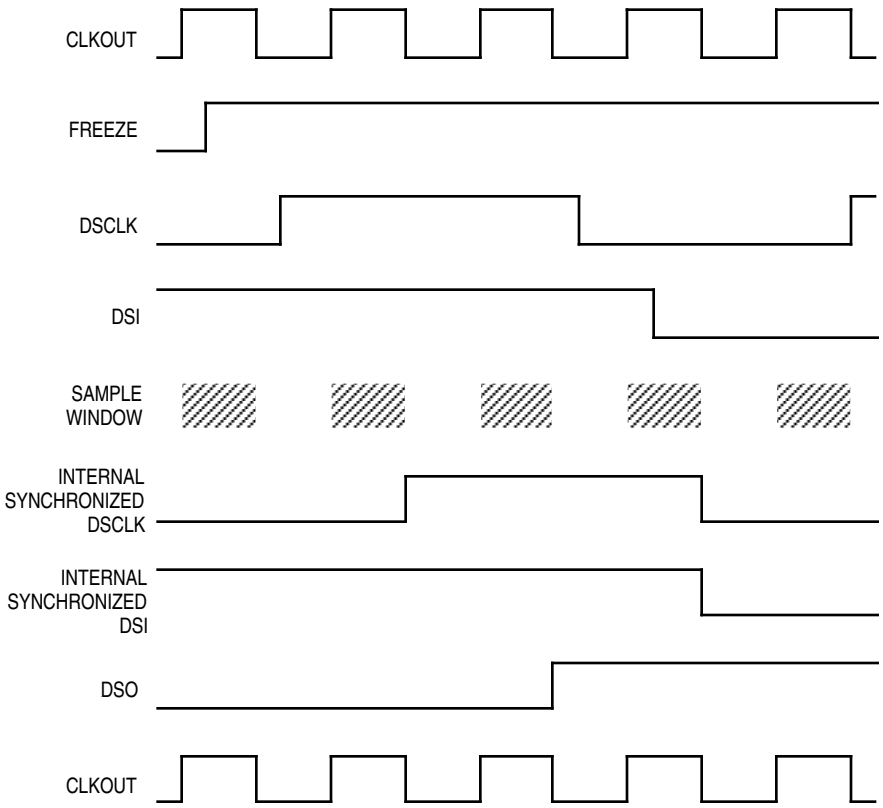 CLKOUT
FREEZE
DSCLK
DSI
SAMPLE
WINDOW
INTERNAL
SYNCHRONIZED
DSCLK
INTERNAL
SYNCHRONIZED
DSI
DSO
CLKOUT